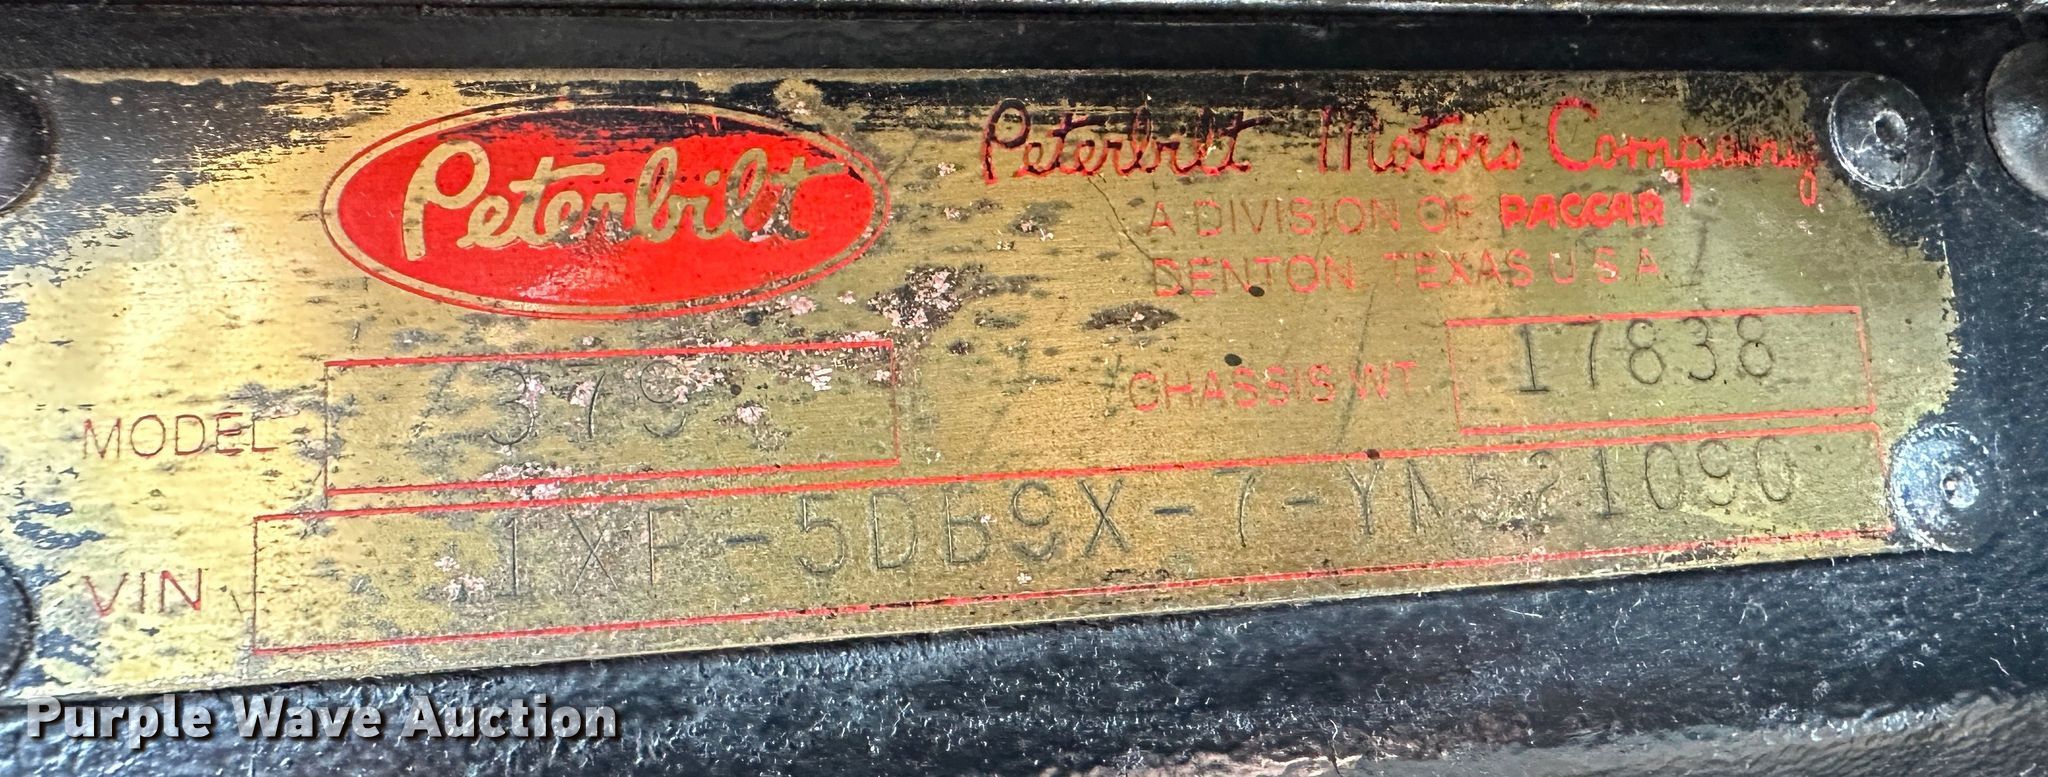 Peterbilt
Peterbilt Motors Company
A DIVISION OF PACCAR
DENTON, TEXAS U.S.A.
MODEL 379
CHASSIS WT. 17838
VIN 1XP-5DB9X-7-YN521090
Purple Wave Auction